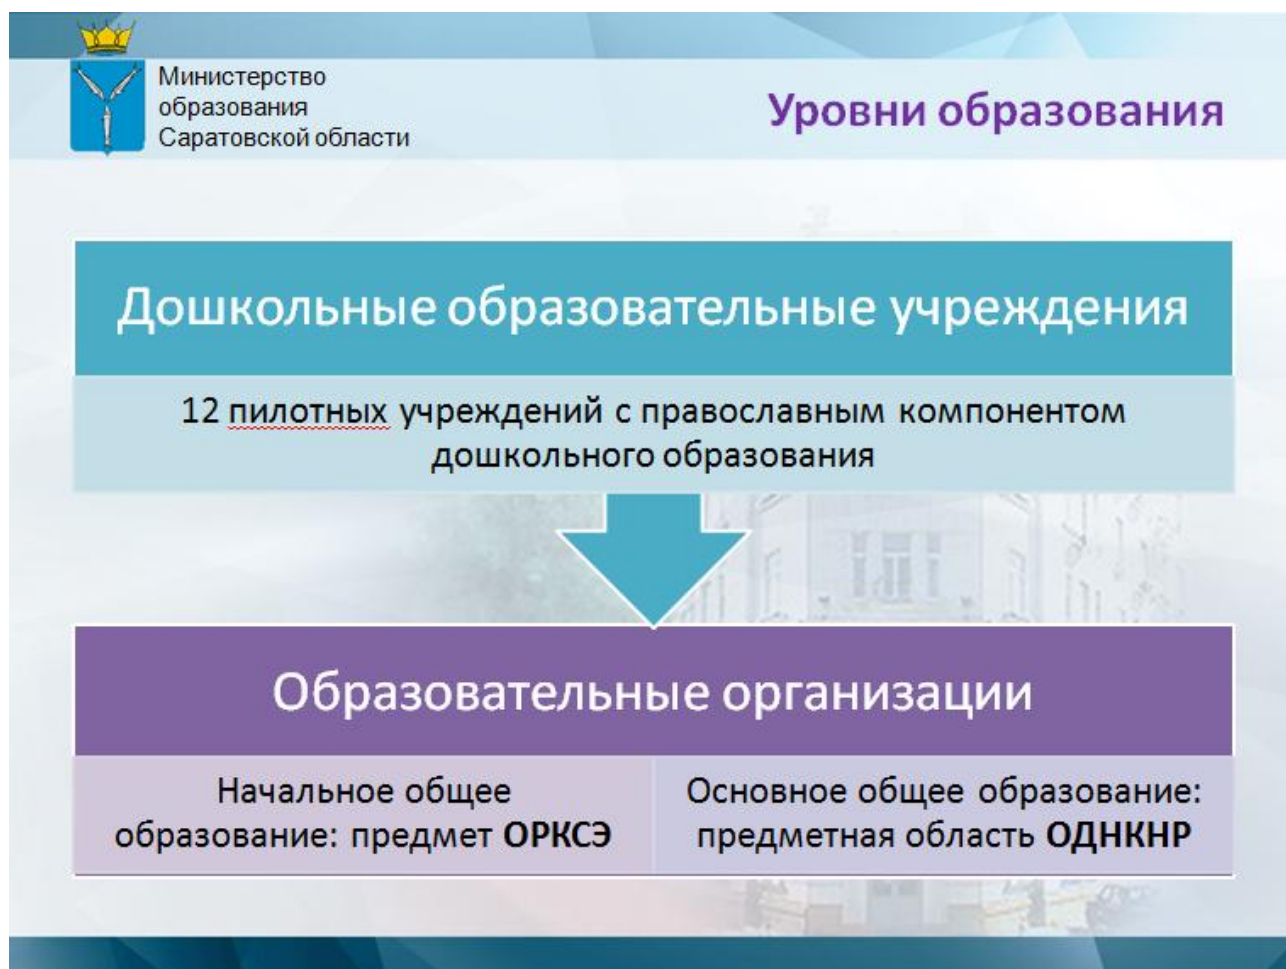 Министерство
образования
Саратовской области
Уровни образования
Дошкольные образовательные учреждения
12 пилотных учреждений с православным компонентом
дошкольного образования
Образовательные организации
Начальное общее
образование: предмет ОРКСЭ
Основное общее образование:
предметная область ОДНКНР